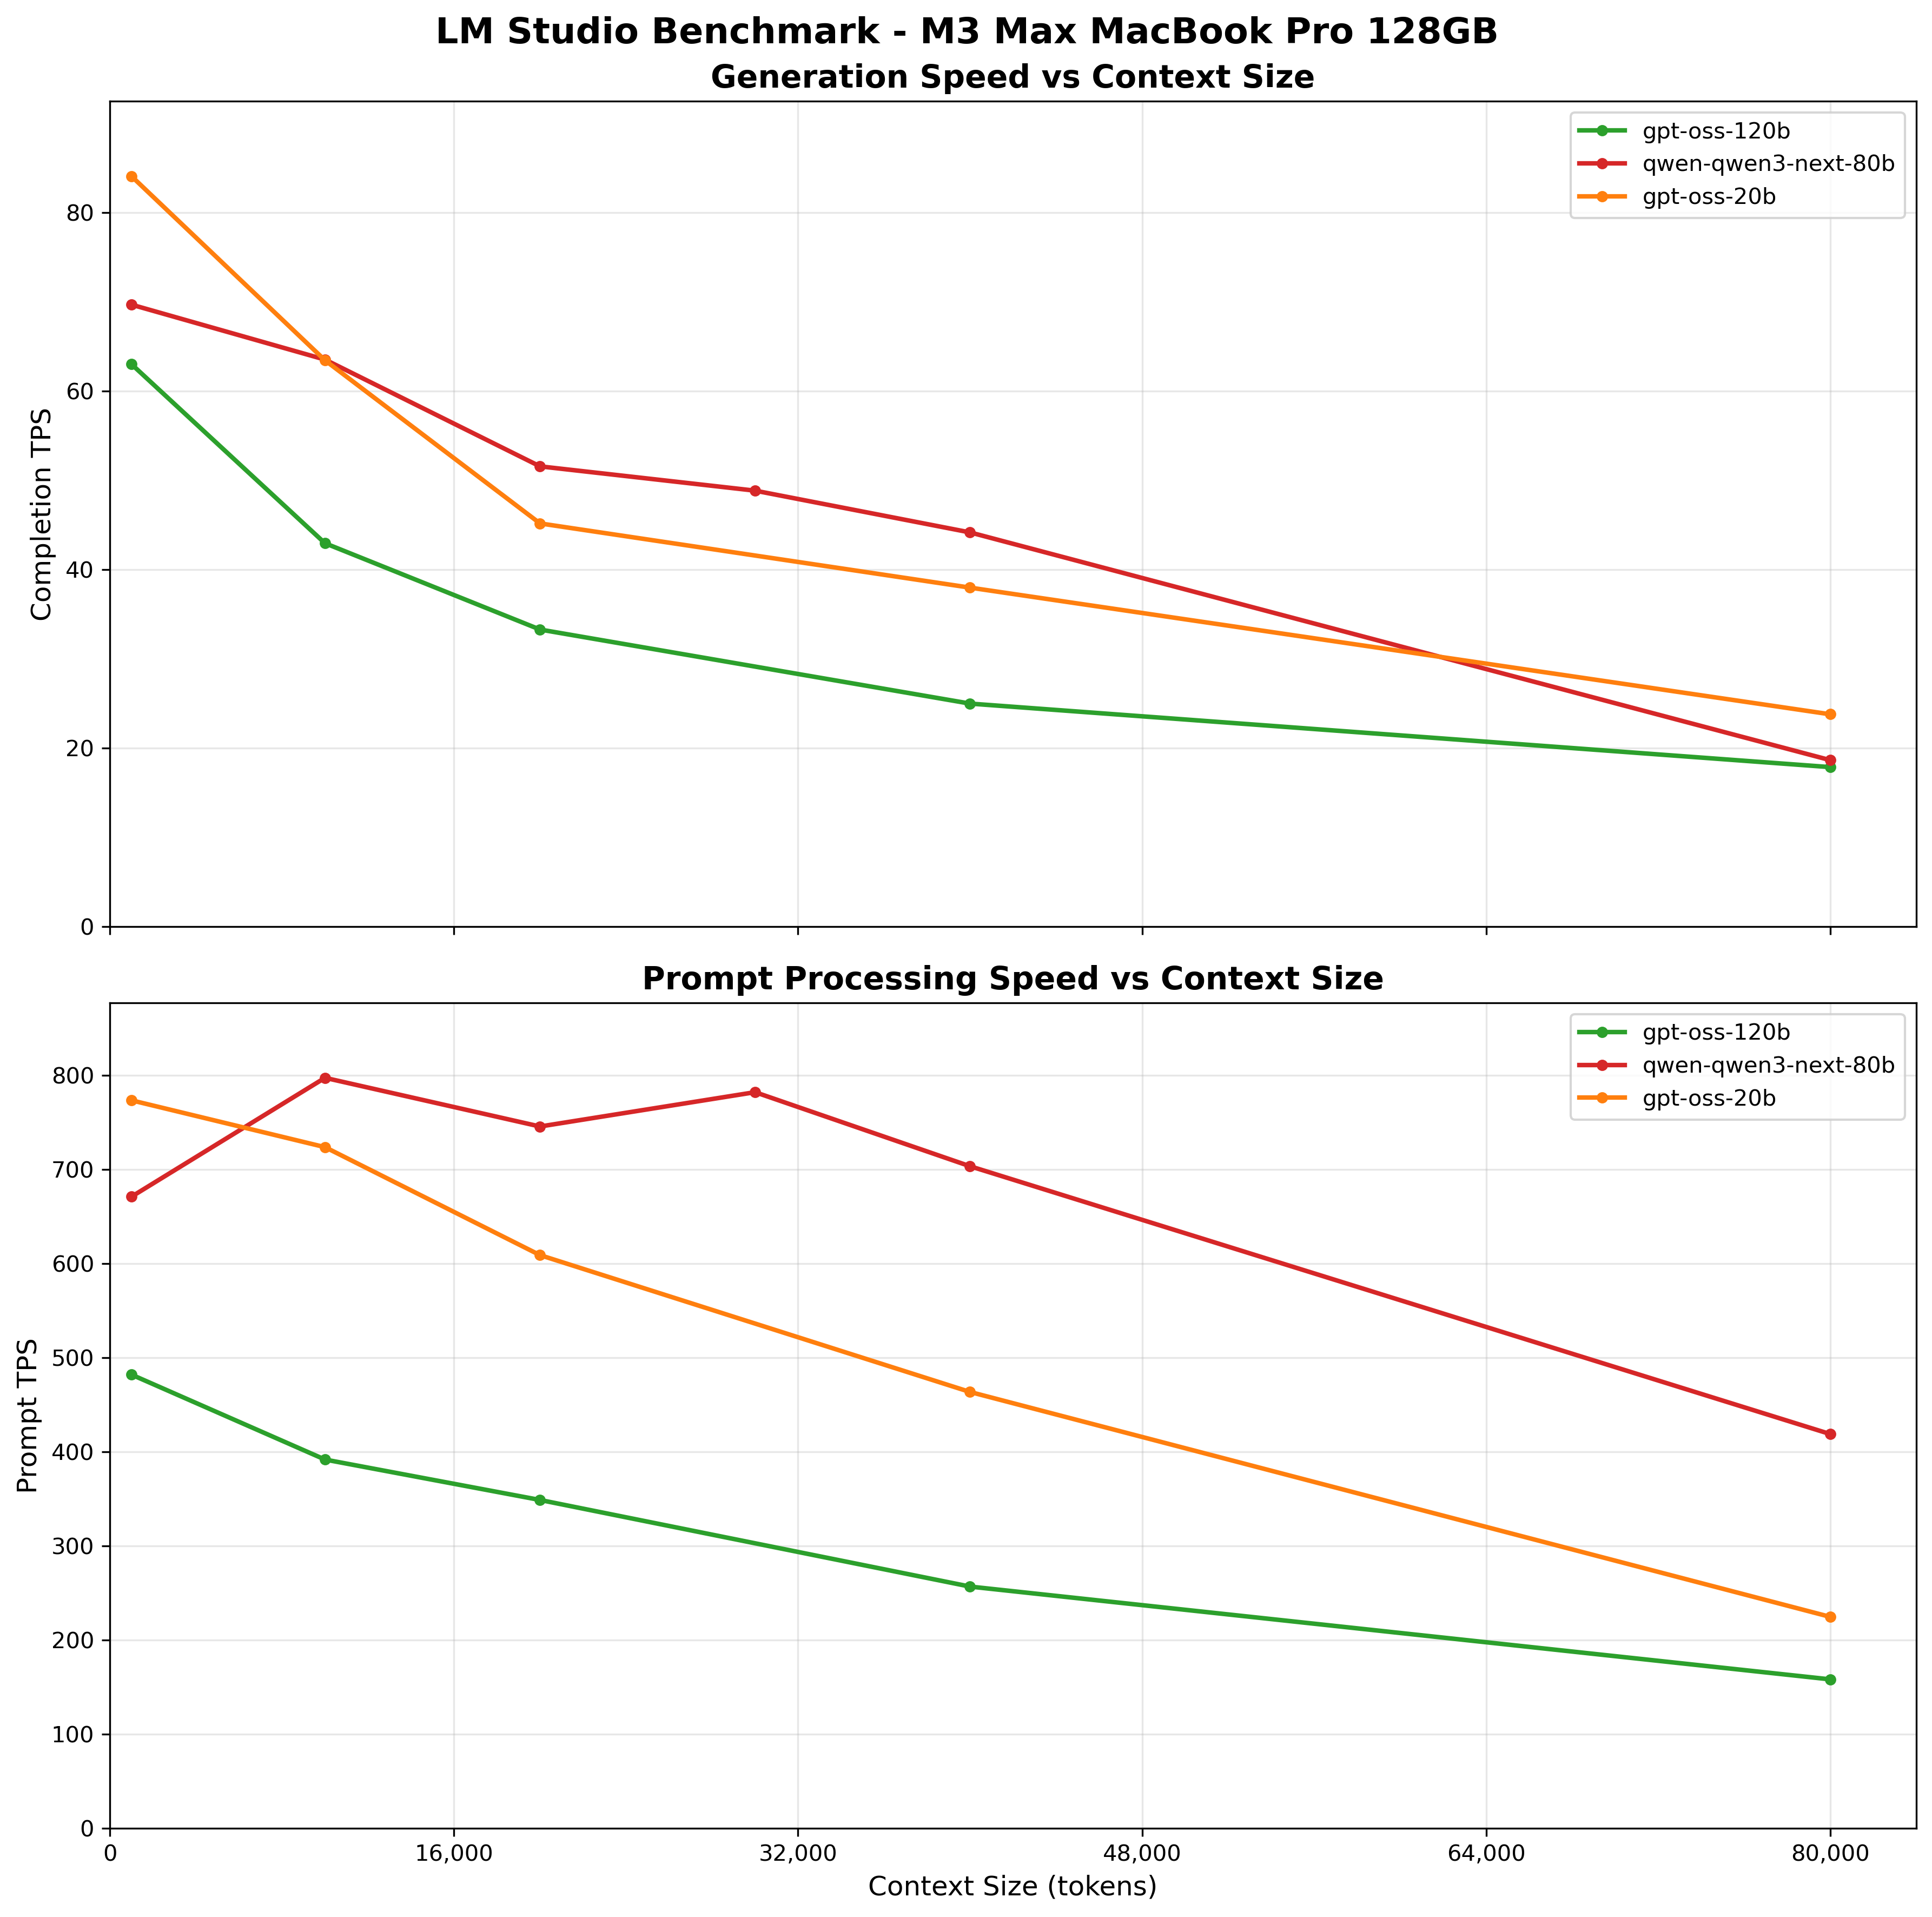 LM Studio Benchmark - M3 Max MacBook Pro 128GB
Generation Speed vs Context Size
gpt-oss-120b
qwen-qwen3-next-80b
gpt-oss-20b
Completion TPS
80
60
40
20
0
Prompt Processing Speed vs Context Size
gpt-oss-120b
qwen-qwen3-next-80b
gpt-oss-20b
Prompt TPS
800
700
600
500
400
300
200
100
0
0 16,000 32,000 48,000 64,000 80,000
Context Size (tokens)